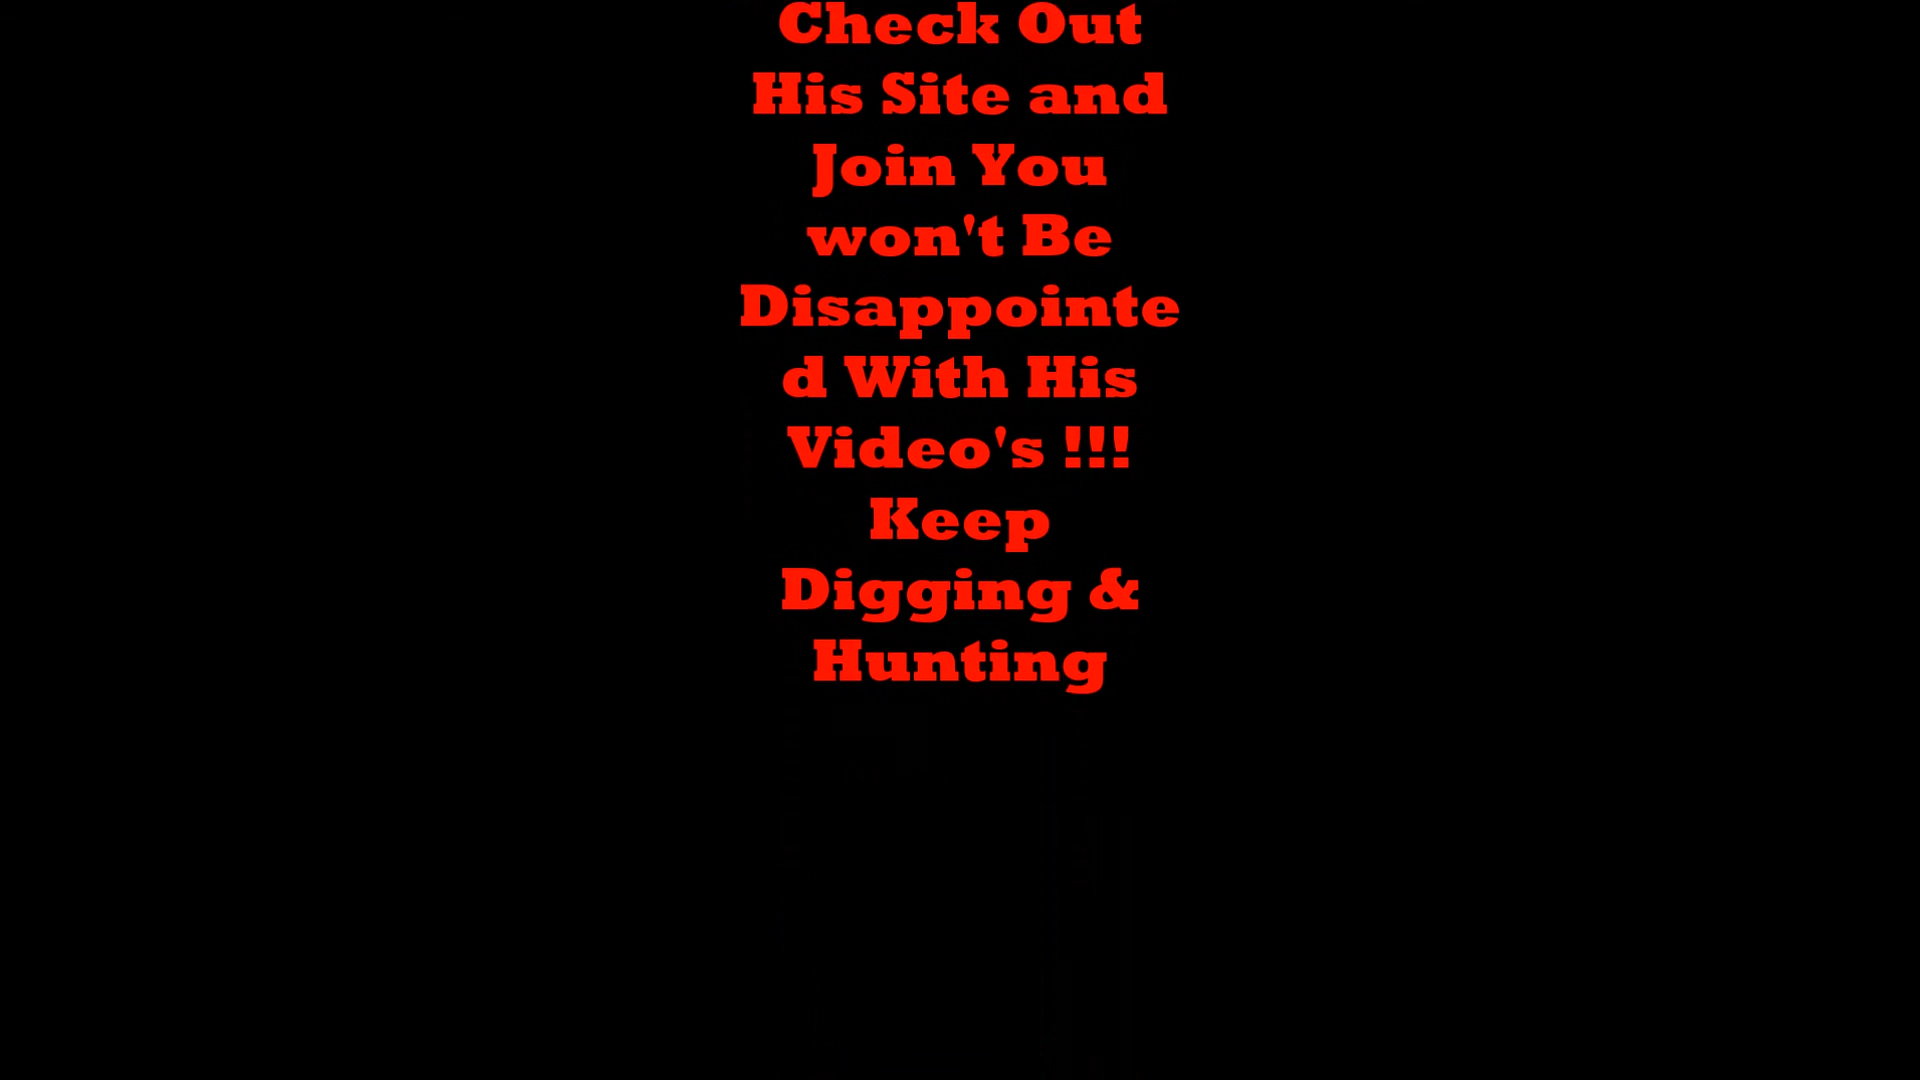 Check Out
His Site and
Join You
won't Be
Disappointe
d With His
Video's !!!
Keep
Digging &
Hunting